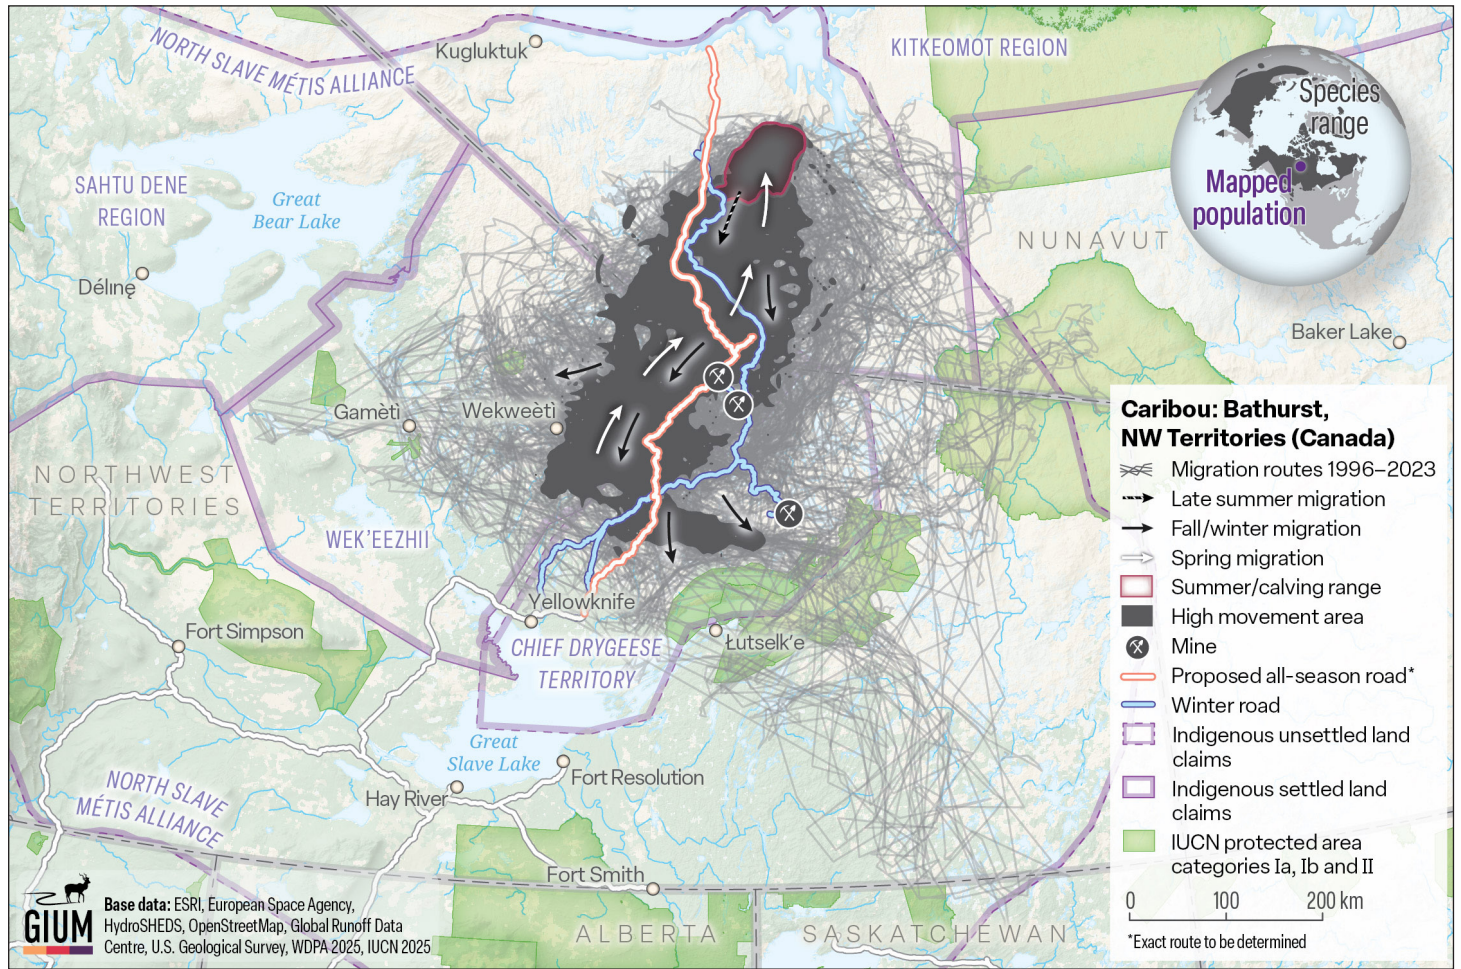 Kugluktuk
NORTH SLAVE MÉTIS ALLIANCE
KITKEOMOT REGION
Species
range
Mapped
population
SAHTU DENE
REGION
Great
Bear Lake
NUNAVUT
Délı̨nę
Baker Lake
Gamètì
Wekweètì
NORTHWEST
TERRITORIES
WEK'EEZHII
Yellowknife
Fort Simpson
CHIEF DRYGEESE
TERRITORY
Łutselk'e
Great
Slave Lake
Fort Resolution
Hay River
NORTH SLAVE
MÉTIS ALLIANCE
Fort Smith
ALBERTA
SASKATCHEWAN
Caribou: Bathurst,
NW Territories (Canada)
Migration routes 1996–2023
Late summer migration
Fall/winter migration
Spring migration
Summer/calving range
High movement area
Mine
Proposed all-season road*
Winter road
Indigenous unsettled land
claims
Indigenous settled land
claims
IUCN protected area
categories Ia, Ib and II
0 100 200 km
*Exact route to be determined
GIUM
Base data: ESRI, European Space Agency,
HydroSHEDS, OpenStreetMap, Global Runoff Data
Centre, U.S. Geological Survey, WDPA 2025, IUCN 2025